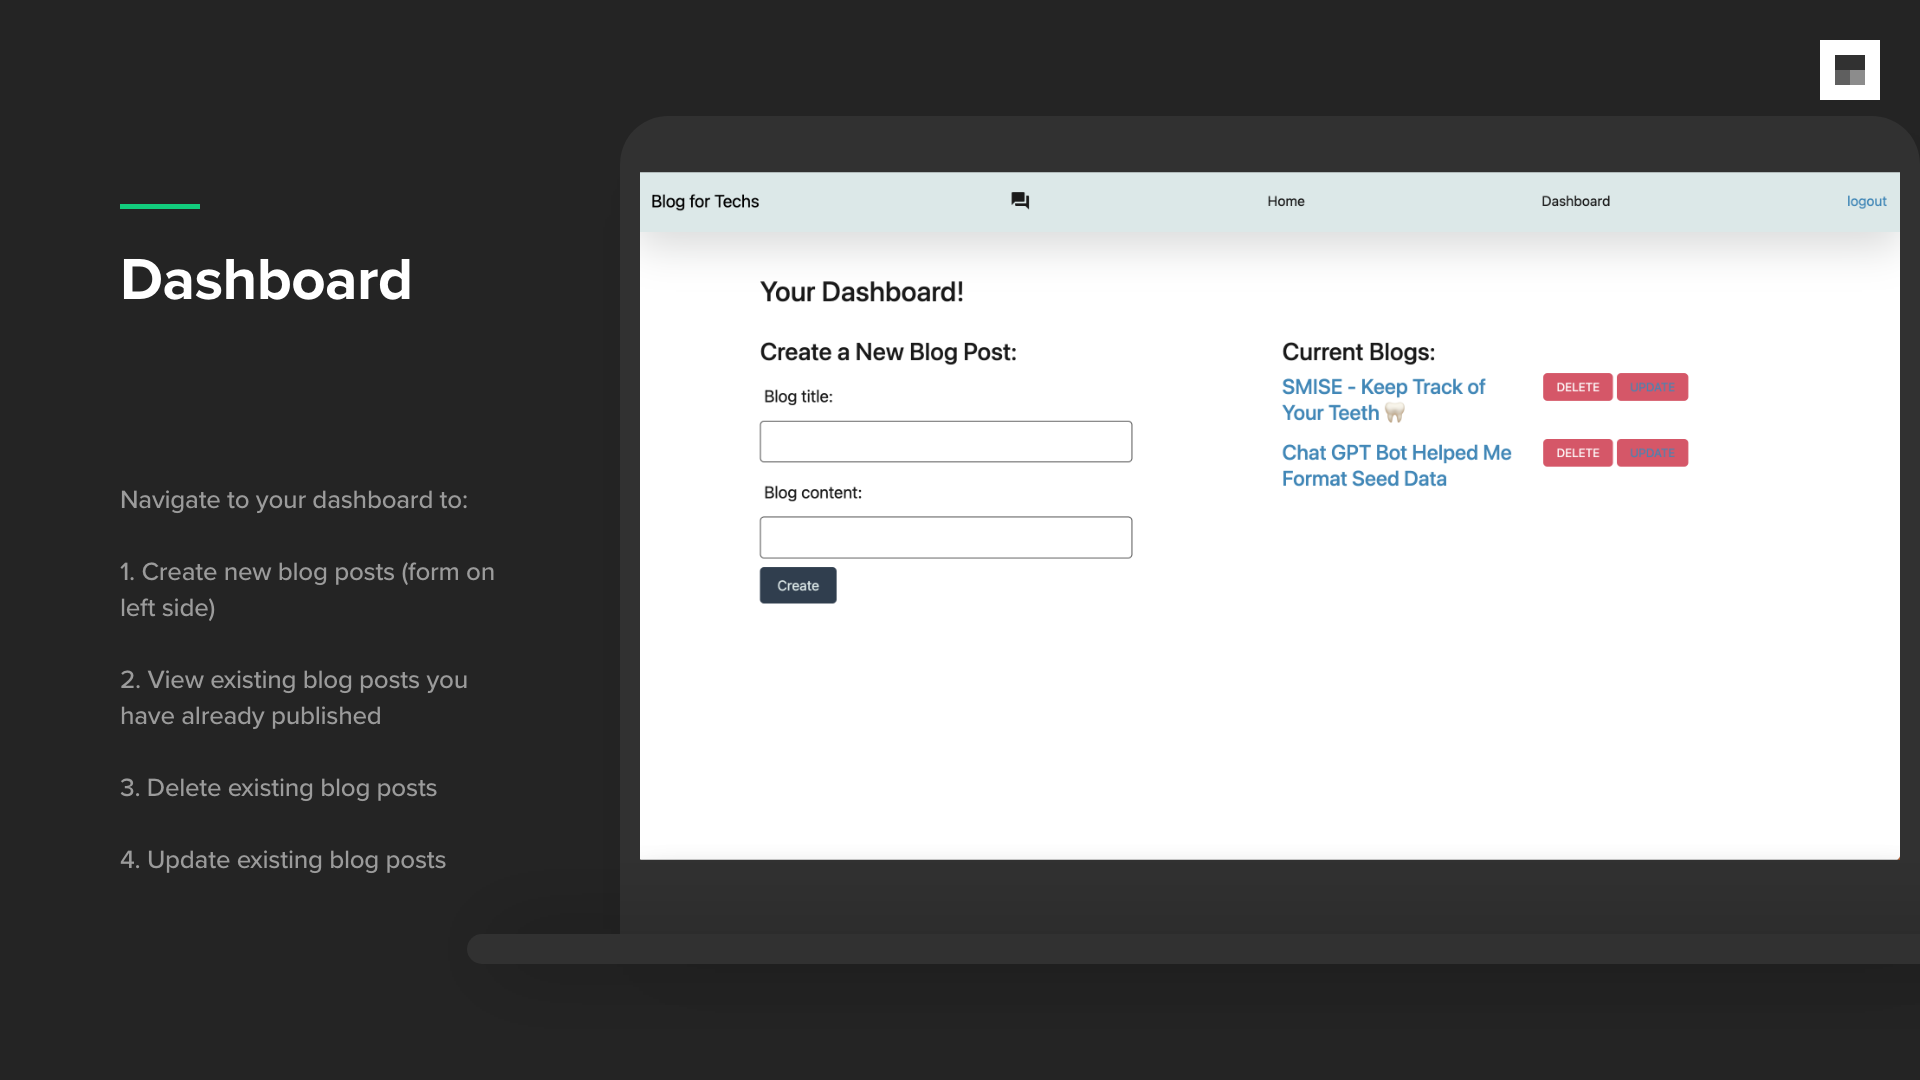 Dashboard
Navigate to your dashboard to:
1. Create new blog posts (form on
left side)
2. View existing blog posts you
have already published
3. Delete existing blog posts
4. Update existing blog posts
Blog for Techs
Home
Dashboard
logout
Your Dashboard!
Create a New Blog Post:
Blog title:
Blog content:
Create
Current Blogs:
SMISE - Keep Track of
Your Teeth 🦷
DELETE UPDATE
Chat GPT Bot Helped Me
Format Seed Data
DELETE UPDATE